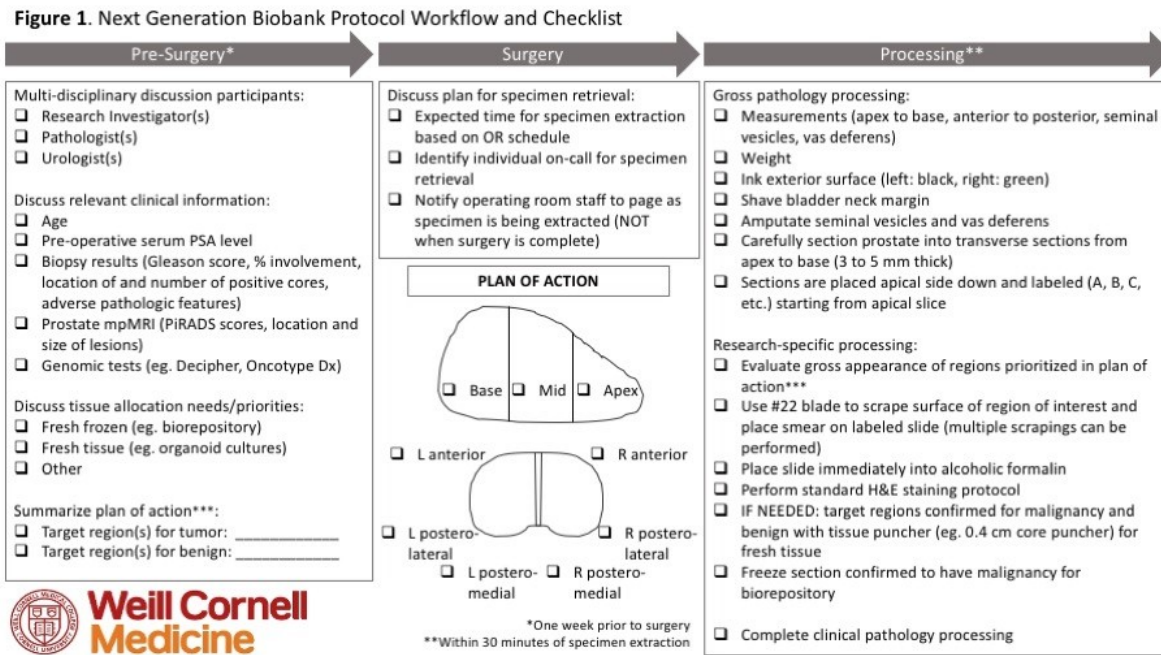 Figure 1. Next Generation Biobank Protocol Workflow and Checklist
Pre-Surgery*
Multi-disciplinary discussion participants:
❑ Research Investigator(s)
❑ Pathologist(s)
❑ Urologist(s)
Discuss relevant clinical information:
❑ Age
❑ Pre-operative serum PSA level
❑ Biopsy results (Gleason score, % involvement,
location of and number of positive cores,
adverse pathologic features)
❑ Prostate mpMRI (PiRADS scores, location and
size of lesions)
❑ Genomic tests (eg. Decipher, Oncotype Dx)
Discuss tissue allocation needs/priorities:
❑ Fresh frozen (eg. biorepository)
❑ Fresh tissue (eg. organoid cultures)
❑ Other
Summarize plan of action***:
❑ Target region(s) for tumor: ____________
❑ Target region(s) for benign: ____________
Weill Cornell
Medicine
Surgery
Discuss plan for specimen retrieval:
❑ Expected time for specimen extraction
based on OR schedule
❑ Identify individual on-call for specimen
retrieval
❑ Notify operating room staff to page as
specimen is being extracted (NOT
when surgery is complete)
PLAN OF ACTION
❑ Base ❑ Mid ❑ Apex
❑ L anterior ❑ R anterior
❑ L postero-
lateral
❑ R postero-
lateral
❑ L postero-
medial
❑ R postero-
medial
*One week prior to surgery
**Within 30 minutes of specimen extraction
Processing**
Gross pathology processing:
❑ Measurements (apex to base, anterior to posterior, seminal
vesicles, vas deferens)
❑ Weight
❑ Ink exterior surface (left: black, right: green)
❑ Shave bladder neck margin
❑ Amputate seminal vesicles and vas deferens
❑ Carefully section prostate into transverse sections from
apex to base (3 to 5 mm thick)
❑ Sections are placed apical side down and labeled (A, B, C,
etc.) starting from apical slice
Research-specific processing:
❑ Evaluate gross appearance of regions prioritized in plan of
action***
❑ Use #22 blade to scrape surface of region of interest and
place smear on labeled slide (multiple scrapings can be
performed)
❑ Place slide immediately into alcoholic formalin
❑ Perform standard H&E staining protocol
❑ IF NEEDED: target regions confirmed for malignancy and
benign with tissue puncher (eg. 0.4 cm core puncher) for
fresh tissue
❑ Freeze section confirmed to have malignancy for
biorepository
❑ Complete clinical pathology processing